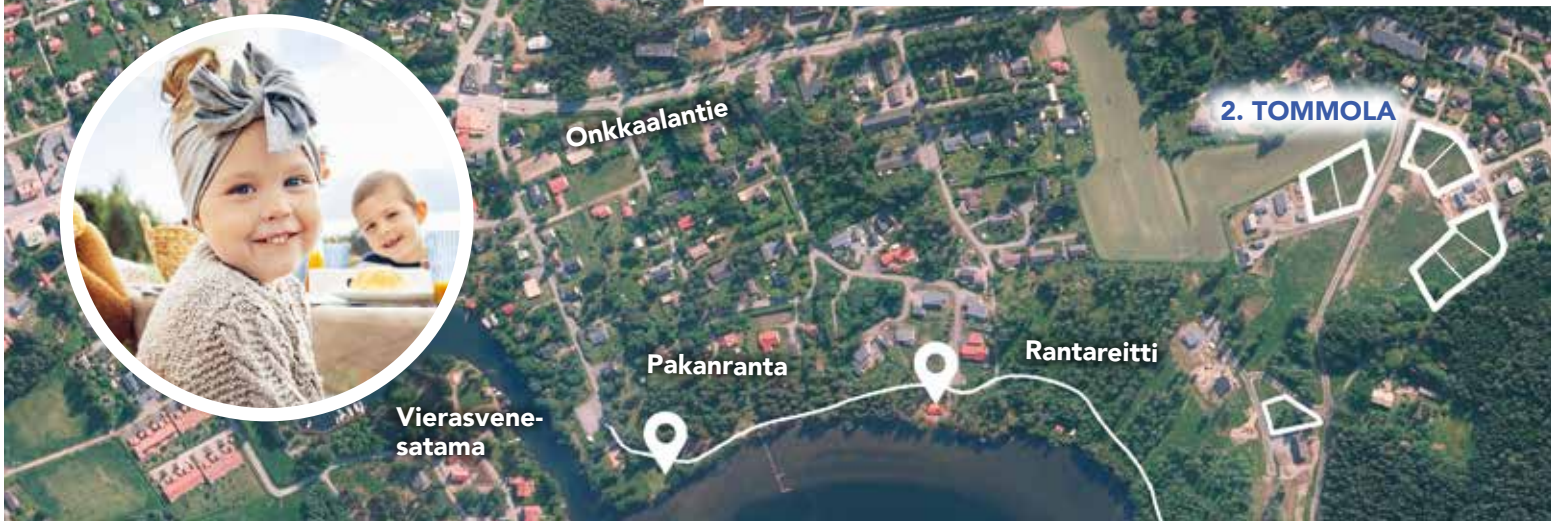 Onkkaalantie
2. TOMMOLA
Pakanranta
Rantareitti
Vierasvene-
satama